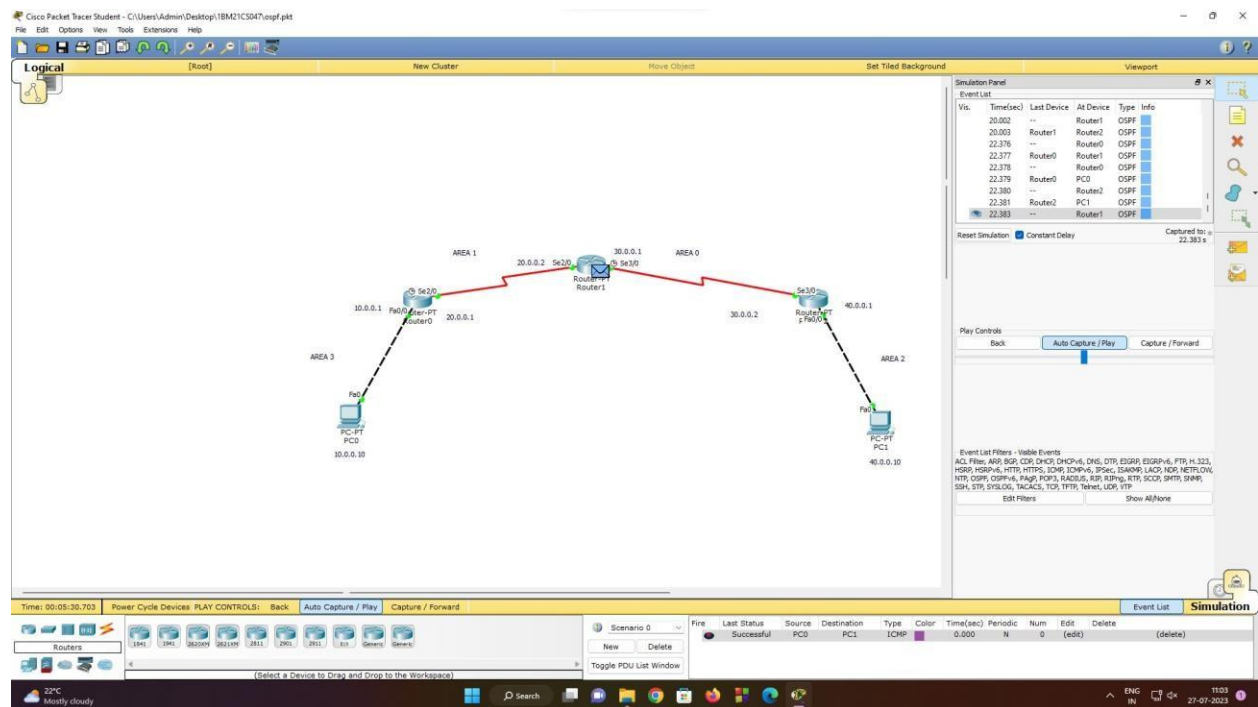 Cisco Packet Tracer Student - C:\Users\Admin\Desktop\1BM21CS047\ospf.pkt
File Edit Options View Tools Extensions Help
Logical [Root] New Cluster Move Object Set Tiled Background Viewport
Simulation Panel
Event List
Vis. Time(sec) Last Device At Device Type Info
20.002 -- Router1 OSPF
20.003 Router1 Router2 OSPF
22.376 -- Router0 OSPF
22.377 Router0 Router1 OSPF
22.378 -- Router0 OSPF
22.379 Router0 PC0 OSPF
22.380 -- Router2 OSPF
22.381 Router2 PC1 OSPF
22.383 -- Router1 OSPF
Reset Simulation Constant Delay Captured to:
22.383 s
Play Controls
Back Auto Capture / Play Capture / Forward
Event List Filters - Visible Events
ACL Filter, ARP, BGP, CDP, DHCP, DHCPv6, DNS, DTP, EIGRP, EIGRPv6, FTP, H.323,
HSRP, HSRPv6, HTTP, HTTPS, ICMP, ICMPv6, IPSec, ISAKMP, LACP, NDP, NETFLOW,
NTP, OSPF, OSPFv6, PAgP, POP3, RADIUS, RIP, RIPng, RTP, SCCP, SMTP, SNMP,
SSH, STP, SYSLOG, TACACS, TCP, TFTP, Telnet, UDP, VTP
Edit Filters Show All/None
AREA 1 30.0.0.1 AREA 0
20.0.0.2 Se2/0 Se3/0
Router-PT
Router1
Se2/0 Se3/0
10.0.0.1 Fa0/0 40.0.0.1
Router0 20.0.0.1 30.0.0.2 Router-PT
Fa0/0
AREA 3 AREA 2
Fa0 Fa0
PC-PT
PC0
10.0.0.10
PC-PT
PC1
40.0.0.10
Time: 00:05:30.703 Power Cycle Devices PLAY CONTROLS: Back Auto Capture / Play Capture / Forward Event List Simulation
Routers
1841 1941 2620XM 2621XM 2811 2901 2911 Generic Generic
(Select a Device to Drag and Drop to the Workspace)
Scenario 0
New Delete
Toggle PDU List Window
Fire Last Status Source Destination Type Color Time(sec) Periodic Num Edit Delete
Successful PC0 PC1 ICMP 0.000 N 0 (edit) (delete)
22°C
Mostly cloudy
Search
ENG
IN
11:03
27-07-2023